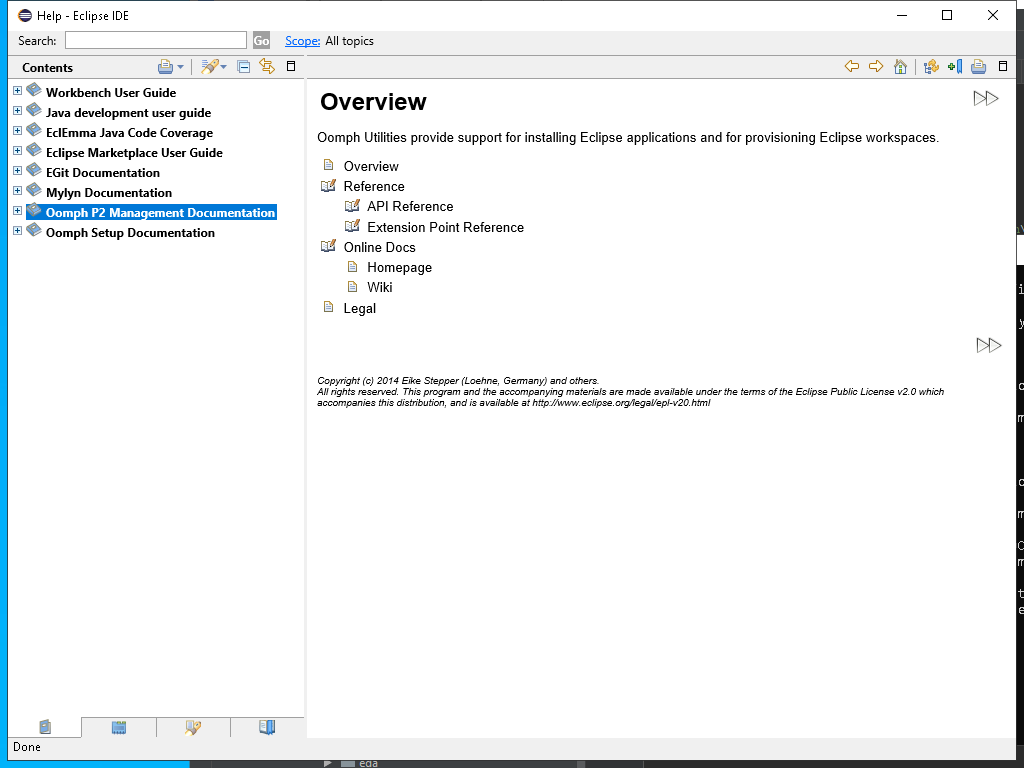 Help - Eclipse IDE
Search:
Go
Scope: All topics
Contents
Workbench User Guide
Java development user guide
EclEmma Java Code Coverage
Eclipse Marketplace User Guide
EGit Documentation
Mylyn Documentation
Oomph P2 Management Documentation
Oomph Setup Documentation
Overview
Oomph Utilities provide support for installing Eclipse applications and for provisioning Eclipse workspaces.
Overview
Reference
API Reference
Extension Point Reference
Online Docs
Homepage
Wiki
Legal
Copyright (c) 2014 Eike Stepper (Loehne, Germany) and others.
All rights reserved. This program and the accompanying materials are made available under the terms of the Eclipse Public License v2.0 which
accompanies this distribution, and is available at http://www.eclipse.org/legal/epl-v20.html
Done
eda